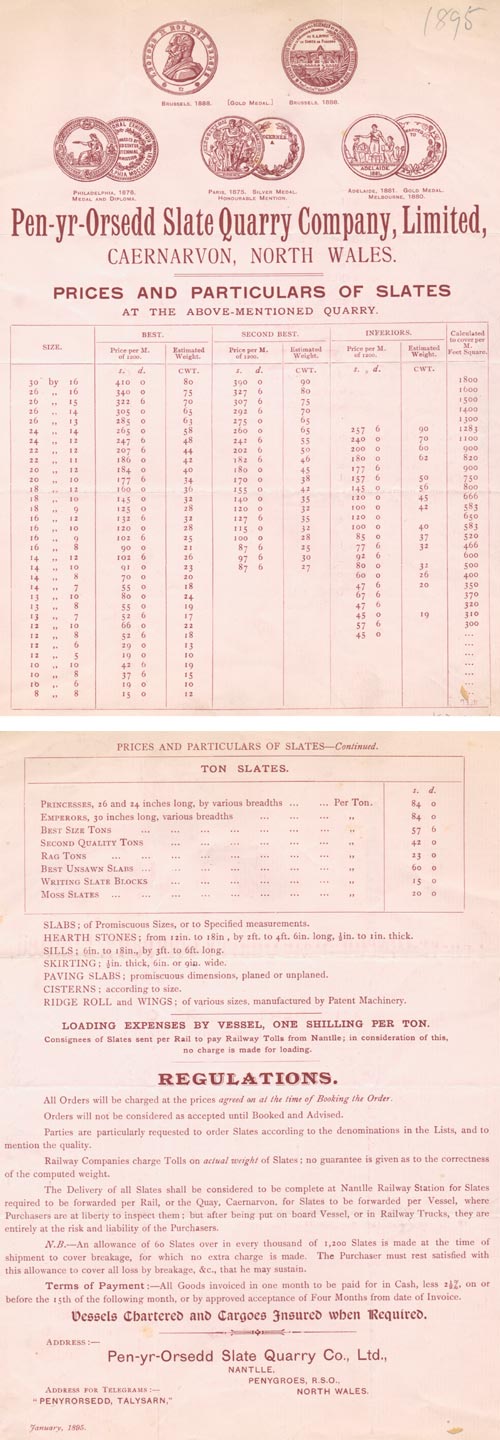 1895
BRUSSELS, 1888. [GOLD MEDAL.] BRUSSELS, 1888.
PHILADELPHIA, 1876. MEDAL AND DIPLOMA.
PARIS, 1875. SILVER MEDAL. HONOURABLE MENTION.
ADELAIDE, 1881. GOLD MEDAL. MELBOURNE, 1880.
Pen-yr-Orsedd Slate Quarry Company, Limited,
CAERNARVON, NORTH WALES.
PRICES AND PARTICULARS OF SLATES
AT THE ABOVE-MENTIONED QUARRY.
SIZE. BEST. SECOND BEST. INFERIORS. Calculated to cover per M. Feet Square.
Price per M. of 1200. Estimated Weight. Price per M. of 1200. Estimated Weight. Price per M. of 1200. Estimated Weight.
s. d. CWT. s. d. CWT. s. d. CWT.
30 by 16 410 0 80 390 0 90 1800
26 ,, 16 340 0 75 327 6 80 1600
26 ,, 15 322 6 70 307 6 75 1500
26 ,, 14 305 0 65 292 6 70 1400
26 ,, 13 285 0 63 275 0 65 1300
24 ,, 14 265 0 58 260 0 65 257 6 90 1283
24 ,, 12 247 6 48 242 6 55 240 0 70 1100
22 ,, 12 207 6 44 202 6 50 200 0 60 900
22 ,, 11 186 0 42 182 6 46 180 0 62 820
20 ,, 12 184 0 40 180 0 45 177 6 900
20 ,, 10 177 6 34 170 0 38 157 6 50 750
18 ,, 12 160 0 36 155 0 42 145 0 56 800
18 ,, 10 145 0 32 140 0 35 120 0 45 666
18 ,, 9 125 0 28 120 0 32 100 0 42 583
16 ,, 12 132 6 32 127 6 35 120 0 650
16 ,, 10 120 0 28 115 0 32 100 0 40 583
16 ,, 9 102 6 25 100 0 28 85 0 37 520
16 ,, 8 90 0 21 87 6 25 77 6 32 466
14 ,, 12 102 6 26 97 6 30 92 6 600
14 ,, 10 91 0 23 87 6 27 80 0 31 500
14 ,, 8 70 0 20 60 0 26 400
14 ,, 7 55 0 18 47 6 20 350
13 ,, 10 80 0 24 67 6 370
13 ,, 8 55 0 19 47 6 320
13 ,, 7 52 6 17 45 0 19 310
12 ,, 10 66 0 22 57 6 300
12 ,, 8 52 6 18 45 0 ...
12 ,, 6 29 0 13 ...
12 ,, 5 19 0 10 ...
10 ,, 10 42 6 19 ...
10 ,, 8 37 6 15 ...
10 ,, 6 19 0 10 ...
8 ,, 8 15 0 12 ...
PRICES AND PARTICULARS OF SLATES—Continued.
TON SLATES.
s. d.
PRINCESSES, 26 and 24 inches long, by various breadths ... ... Per Ton. 84 0
EMPERORS, 30 inches long, various breadths ... ... ... ,, 84 0
BEST SIZE TONS ... ... ... ... ... ... ... ,, 57 6
SECOND QUALITY TONS ... ... ... ... ... ... ,, 42 0
RAG TONS ... ... ... ... ... ... ... ... ,, 23 0
BEST UNSAWN SLABS ... ... ... ... ... ... ... ,, 60 0
WRITING SLATE BLOCKS ... ... ... ... ... ... ,, 15 0
MOSS SLATES ... ... ... ... ... ... ... ... ,, 20 0
SLABS; of Promiscuous Sizes, or to Specified measurements.
HEARTH STONES; from 12in. to 18in, by 2ft. to 4ft. 6in. long, ½in. to 1in. thick.
SILLS; 6in. to 18in., by 3ft. to 6ft. long.
SKIRTING; ½in. thick, 6in. or 9in. wide.
PAVING SLABS; promiscuous dimensions, planed or unplaned.
CISTERNS; according to size.
RIDGE ROLL and WINGS; of various sizes, manufactured by Patent Machinery.
LOADING EXPENSES BY VESSEL, ONE SHILLING PER TON.
Consignees of Slates sent per Rail to pay Railway Tolls from Nantlle; in consideration of this,
no charge is made for loading.
REGULATIONS.
All Orders will be charged at the prices agreed on at the time of Booking the Order.
Orders will not be considered as accepted until Booked and Advised.
Parties are particularly requested to order Slates according to the denominations in the Lists, and to
mention the quality.
Railway Companies charge Tolls on actual weight of Slates; no guarantee is given as to the correctness
of the computed weight.
The Delivery of all Slates shall be considered to be complete at Nantlle Railway Station for Slates
required to be forwarded per Rail, or the Quay, Caernarvon, for Slates to be forwarded per Vessel, where
Purchasers are at liberty to inspect them; but after being put on board Vessel, or in Railway Trucks, they are
entirely at the risk and liability of the Purchasers.
N.B.—An allowance of 60 Slates over in every thousand of 1,200 Slates is made at the time of
shipment to cover breakage, for which no extra charge is made. The Purchaser must rest satisfied with
this allowance to cover all loss by breakage, &c., that he may sustain.
Terms of Payment:—All Goods invoiced in one month to be paid for in Cash, less 2½%, on or
before the 15th of the following month, or by approved acceptance of Four Months from date of Invoice.
Vessels Chartered and Cargoes Insured when Required.
ADDRESS:—
Pen-yr-Orsedd Slate Quarry Co., Ltd.,
NANTLLE,
PENYGROES, R.S.O.,
NORTH WALES.
ADDRESS FOR TELEGRAMS:—
"PENYRORSEDD, TALYSARN,"
January, 1895.